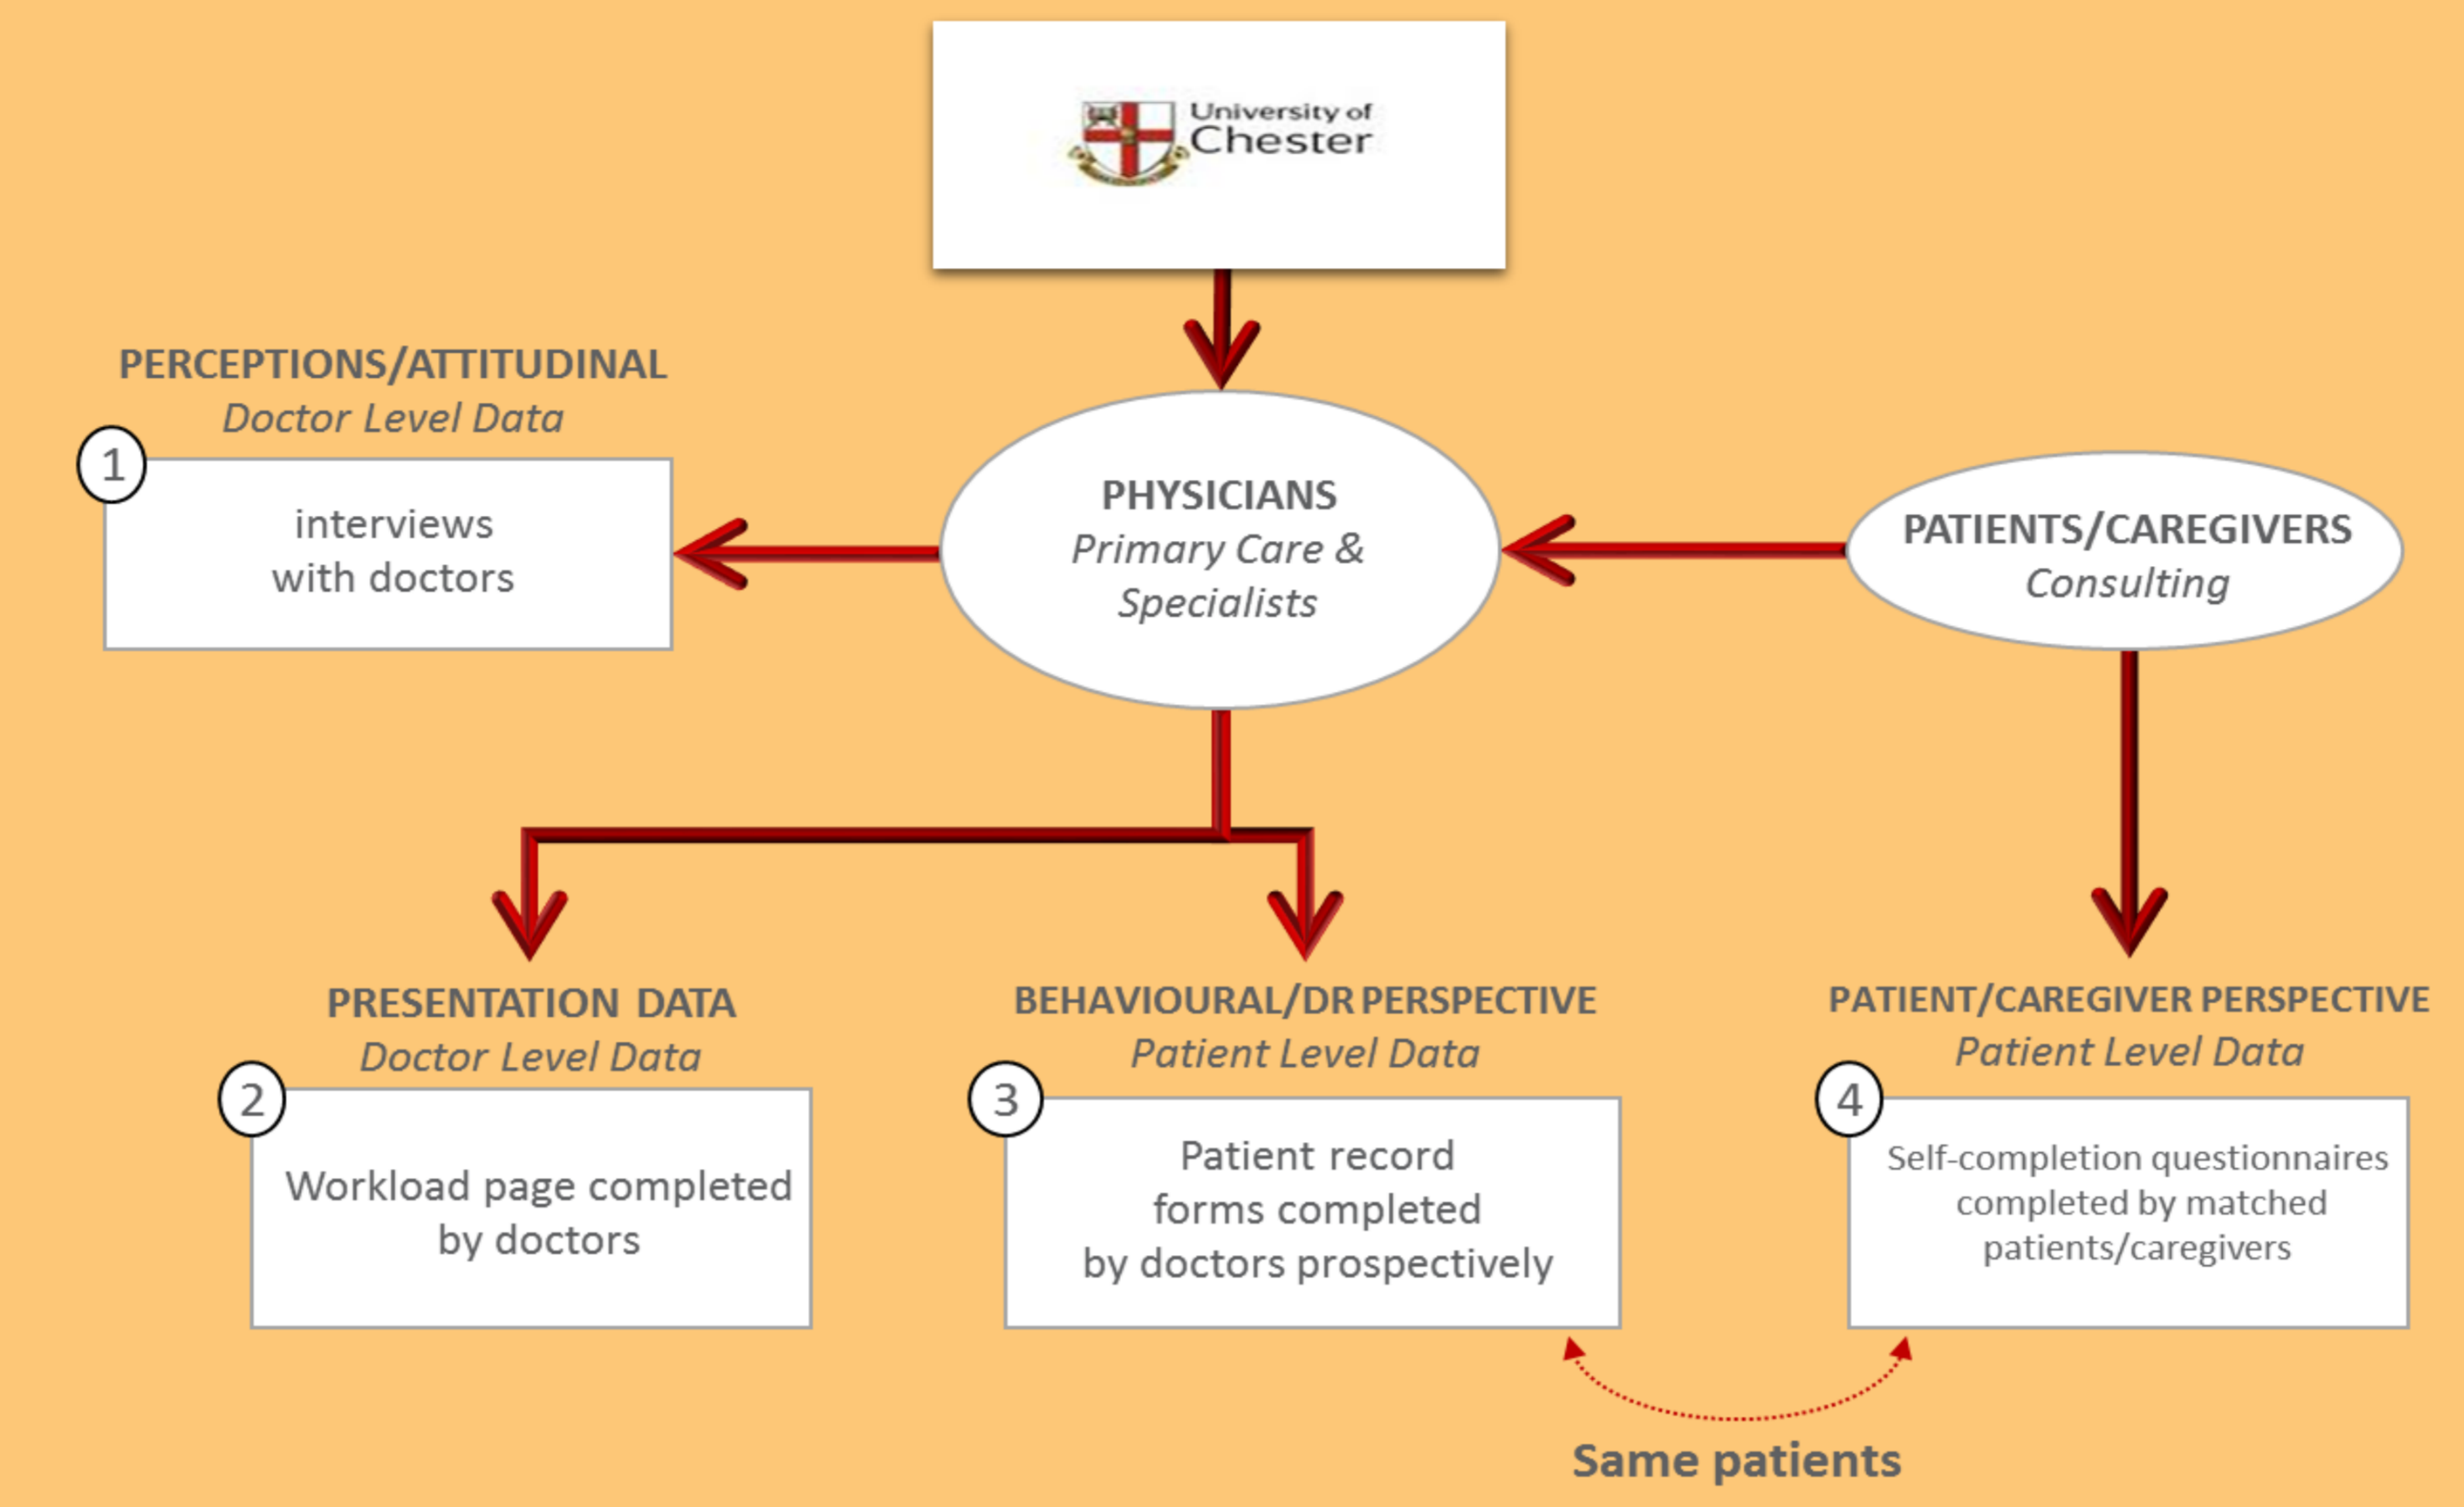 University of
Chester
PERCEPTIONS/ATTITUDINAL
Doctor Level Data
1
interviews
with doctors
PHYSICIANS
Primary Care &
Specialists
PATIENTS/CAREGIVERS
Consulting
PRESENTATION DATA
Doctor Level Data
2
Workload page completed
by doctors
BEHAVIOURAL/DR PERSPECTIVE
Patient Level Data
3
Patient record
forms completed
by doctors prospectively
PATIENT/CAREGIVER PERSPECTIVE
Patient Level Data
4
Self-completion questionnaires
completed by matched
patients/caregivers
Same patients